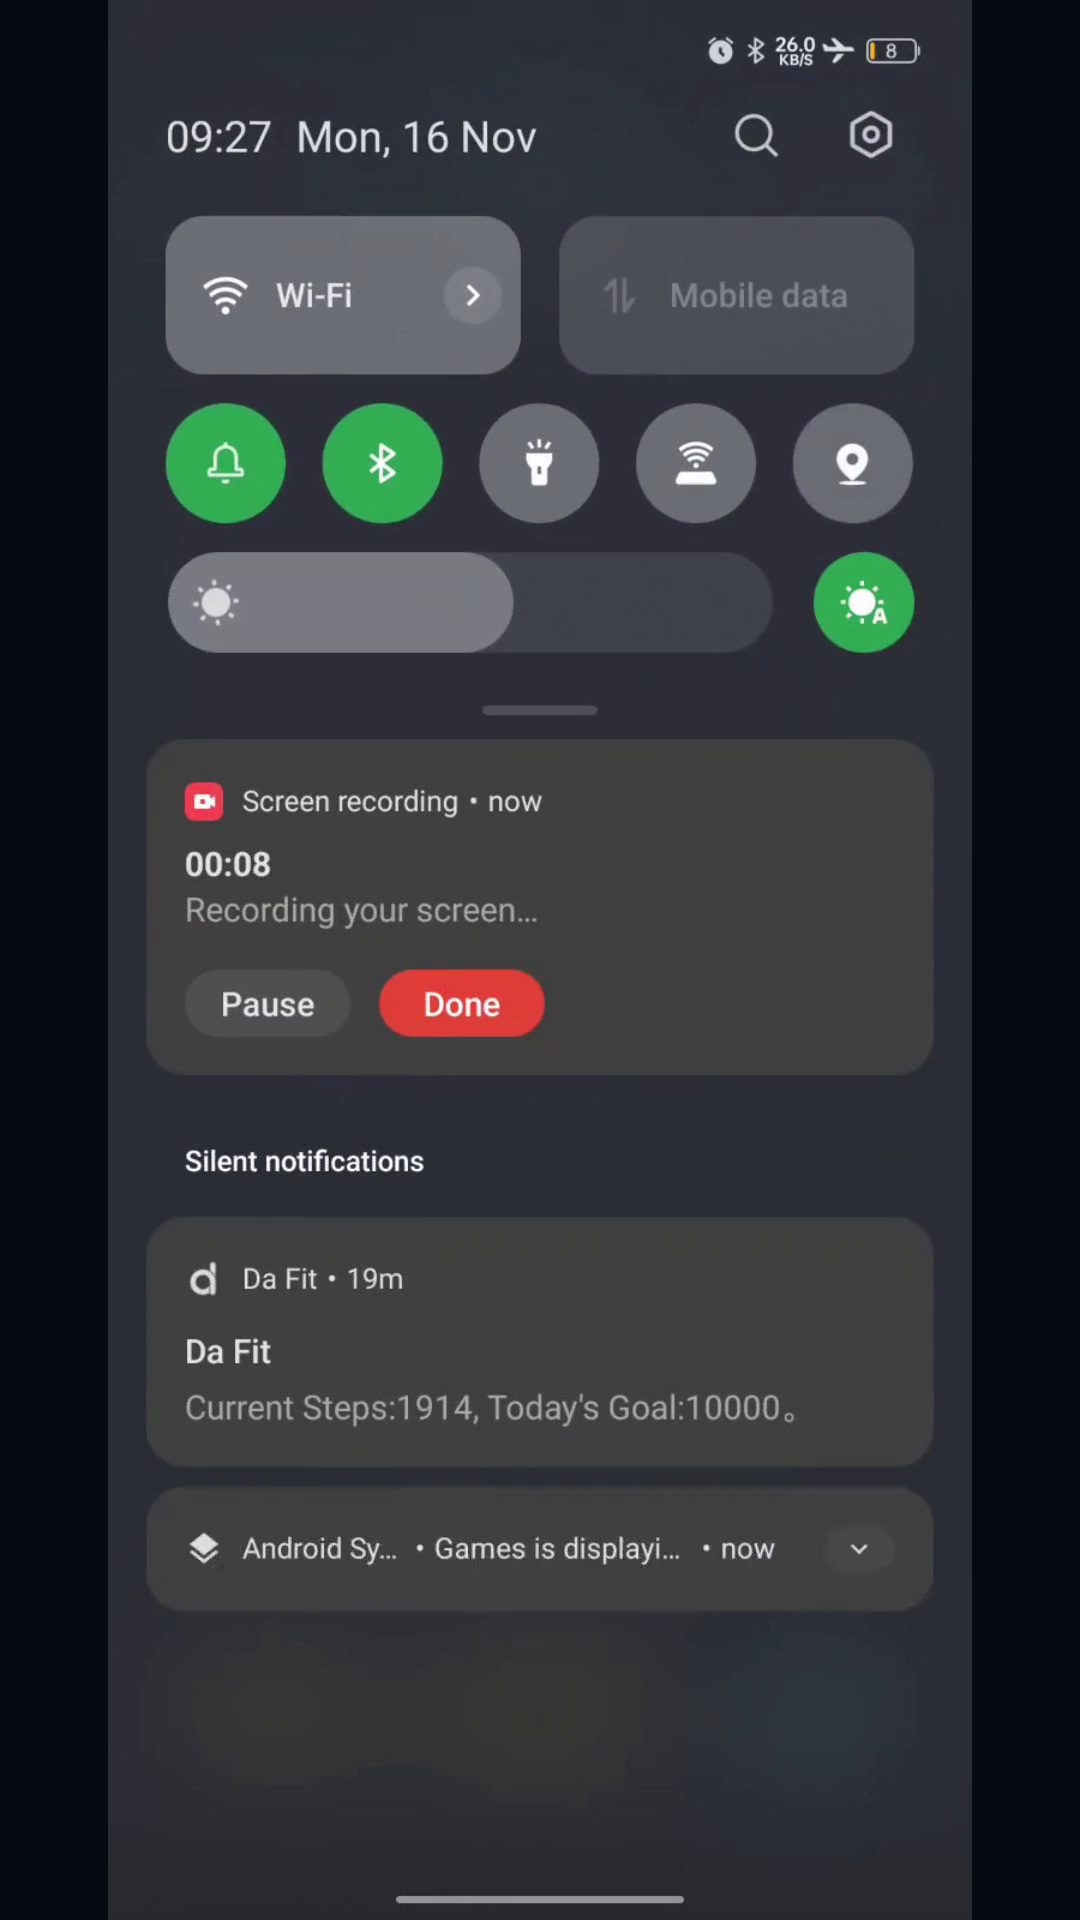 26.0
KB/S
8
09:27 Mon, 16 Nov
Wi-Fi
Mobile data
A
Screen recording • now
00:08
Recording your screen...
Pause
Done
Silent notifications
Da Fit • 19m
Da Fit
Current Steps:1914, Today's Goal:10000。
Android Sy... • Games is displayi... • now